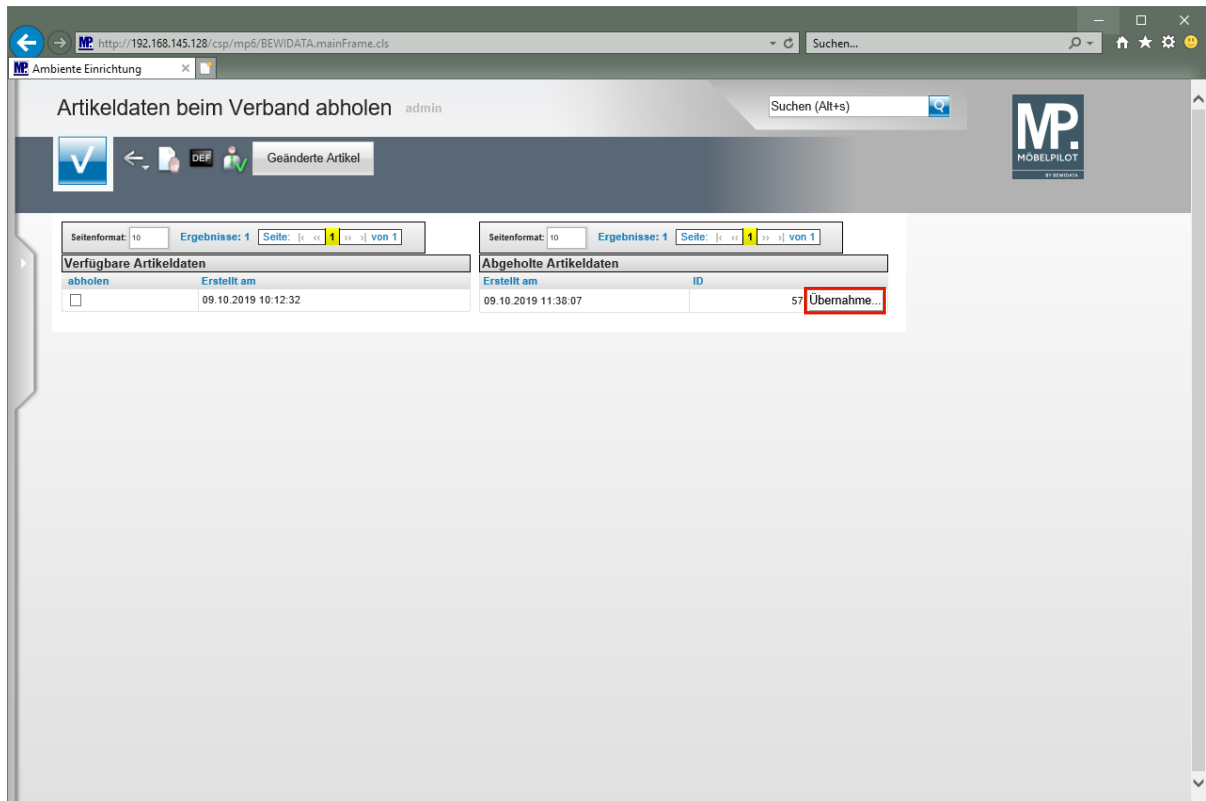 http://192.168.145.128/csp/mp6/BEWIDATA.mainFrame.cls
Suchen...
MP. Ambiente Einrichtung
Artikeldaten beim Verband abholen admin
Suchen (Alt+s)
MP.
MÖBELPILOT
BY BEWIDATA
DEF
Geänderte Artikel
Seitenformat: 10 Ergebnisse: 1 Seite: |‹ ‹‹ 1 ›› ›| von 1
Verfügbare Artikeldaten
abholen Erstellt am
09.10.2019 10:12:32
Seitenformat: 10 Ergebnisse: 1 Seite: |‹ ‹‹ 1 ›› ›| von 1
Abgeholte Artikeldaten
Erstellt am ID
09.10.2019 11:38:07 57 Übernahme...